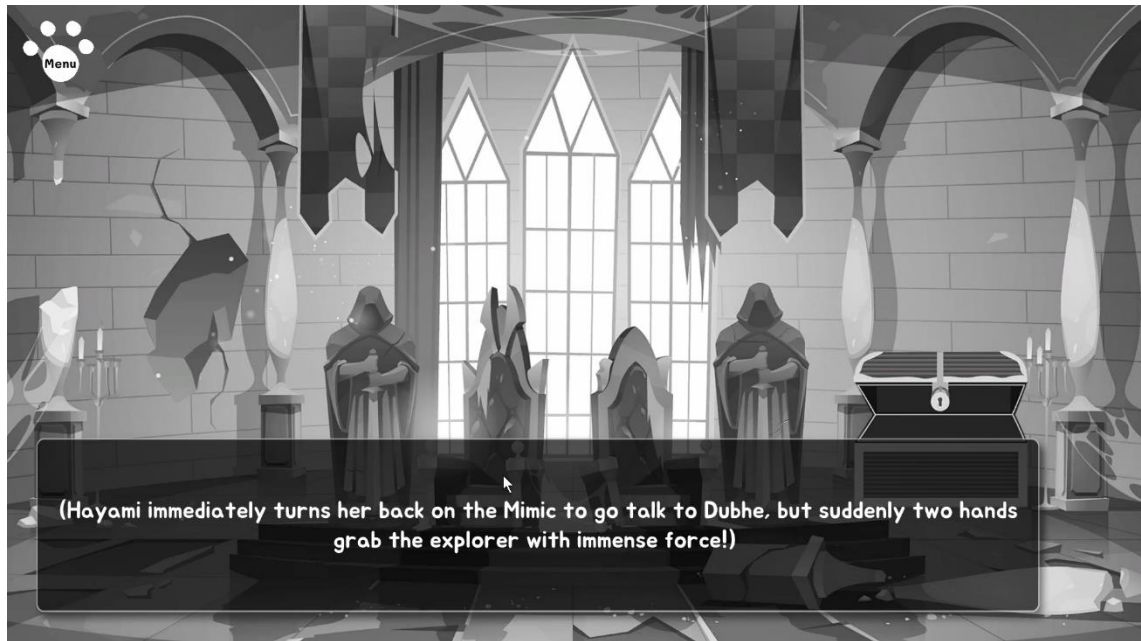 Menu
(Hayami immediately turns her back on the Mimic to go talk to Dubhe, but suddenly two hands
grab the explorer with immense force!)